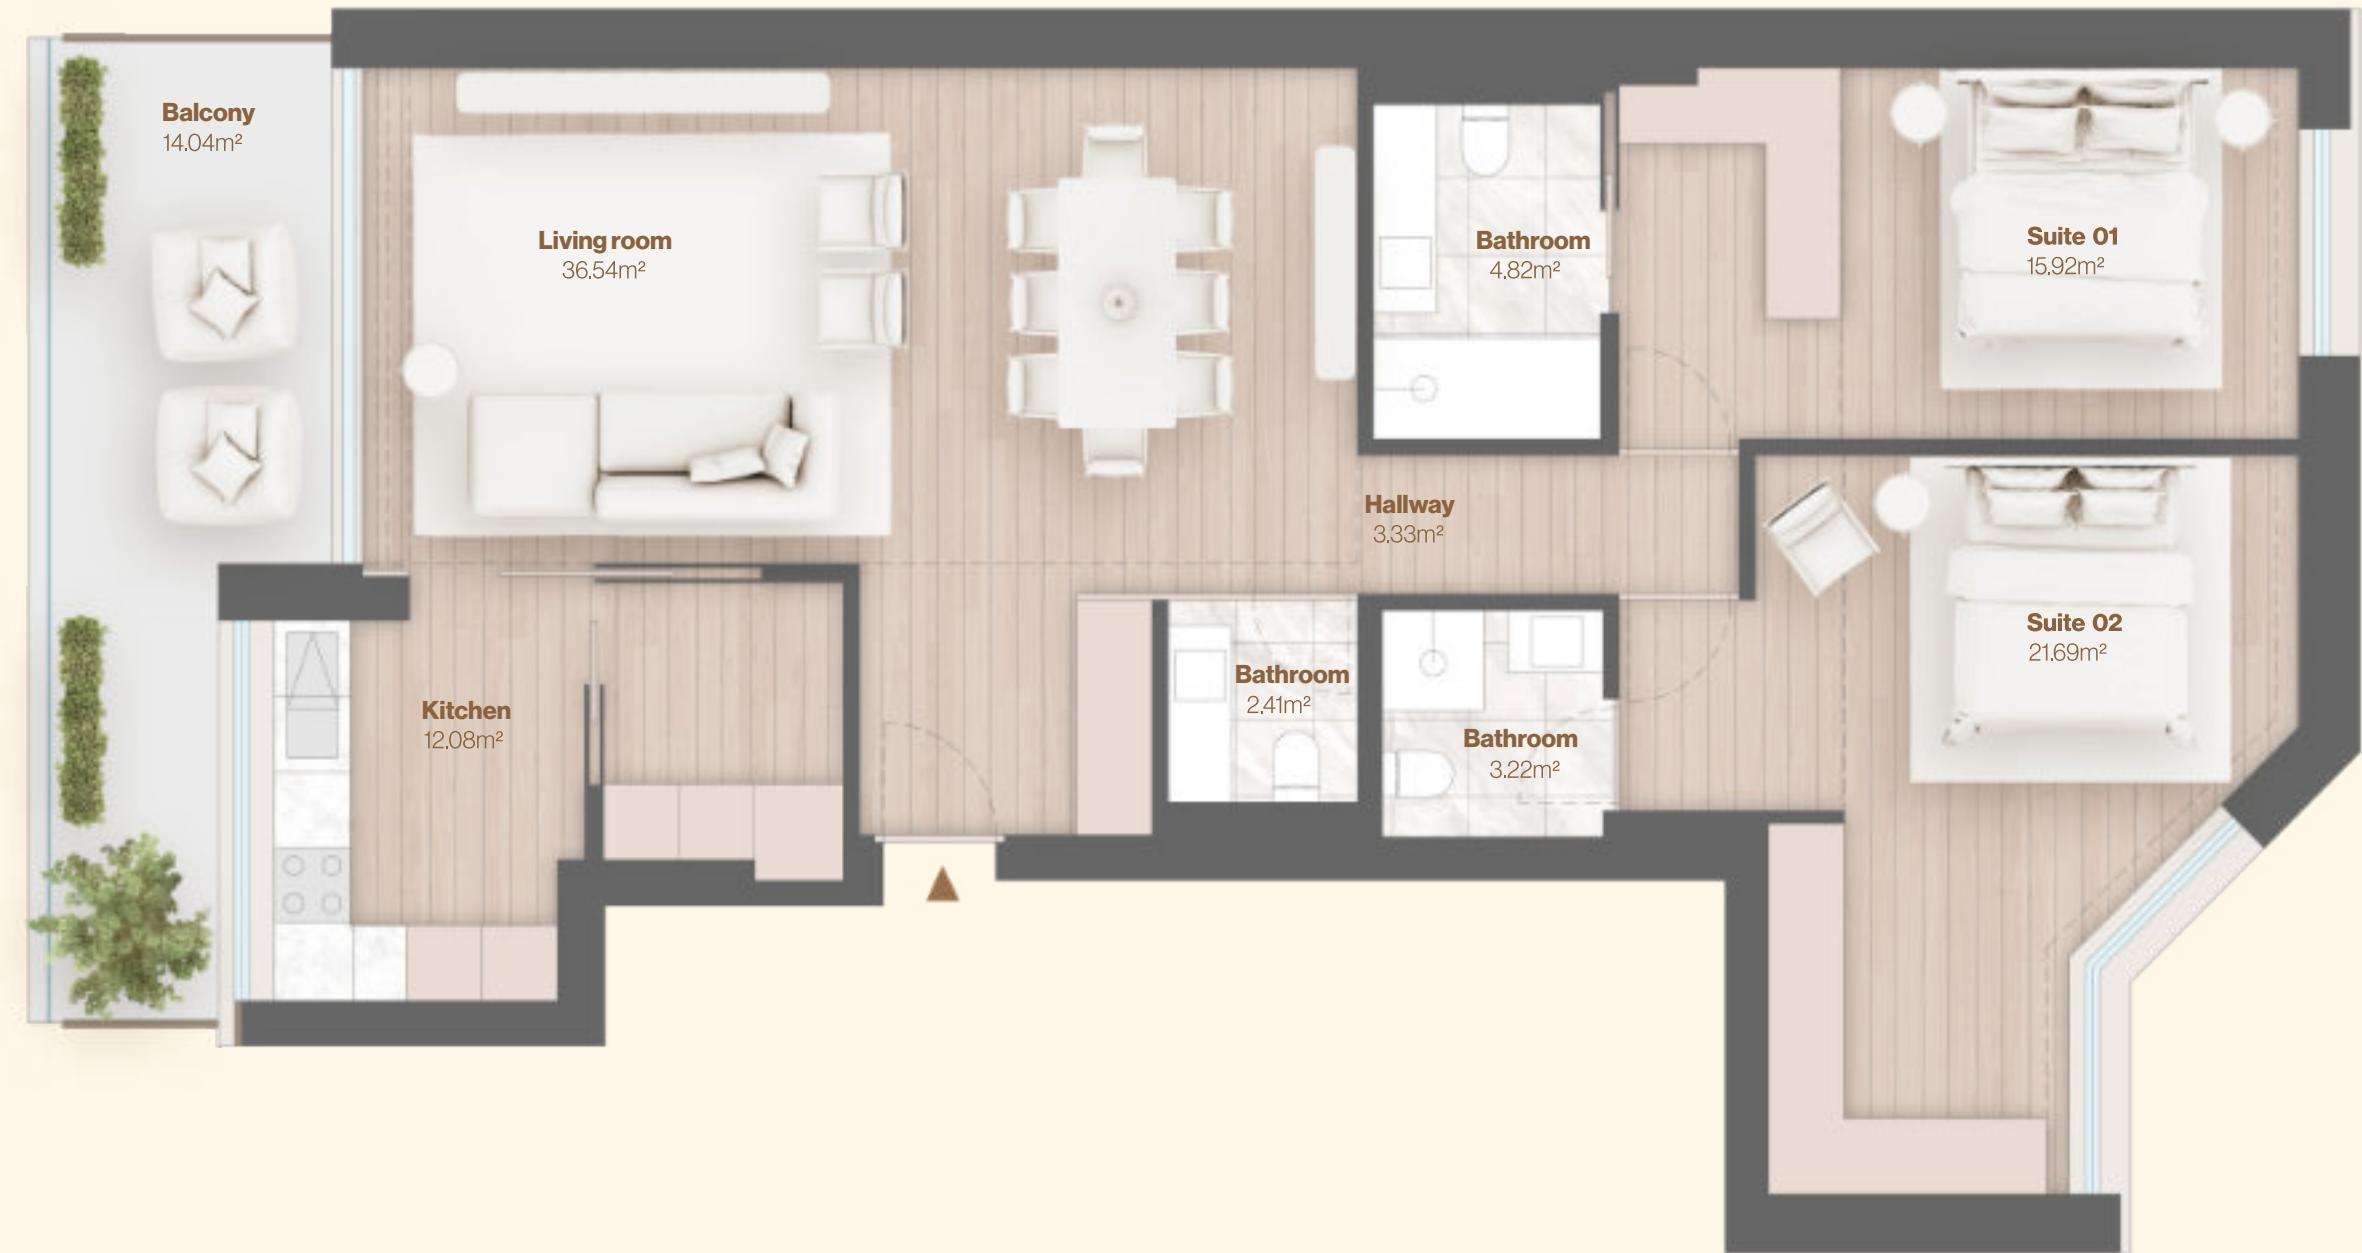 Balcony
14.04m²
Living room
36.54m²
Bathroom
4.82m²
Suite 01
15.92m²
Hallway
3.33m²
Suite 02
21.69m²
Bathroom
2.41m²
Kitchen
12.08m²
Bathroom
3.22m²